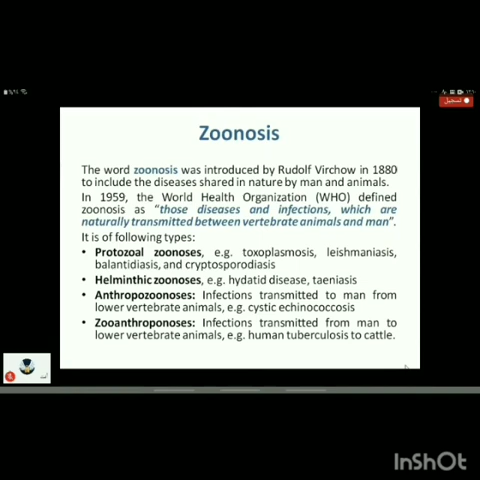 تسجيل
Zoonosis
The word zoonosis was introduced by Rudolf Virchow in 1880
to include the diseases shared in nature by man and animals.
In 1959, the World Health Organization (WHO) defined
zoonosis as “those diseases and infections, which are
naturally transmitted between vertebrate animals and man”.
It is of following types:
• Protozoal zoonoses, e.g. toxoplasmosis, leishmaniasis,
balantidiasis, and cryptosporodiasis
• Helminthic zoonoses, e.g. hydatid disease, taeniasis
• Anthropozoonoses: Infections transmitted to man from
lower vertebrate animals, e.g. cystic echinococcosis
• Zooanthroponoses: Infections transmitted from man to
lower vertebrate animals, e.g. human tuberculosis to cattle.
InShOt